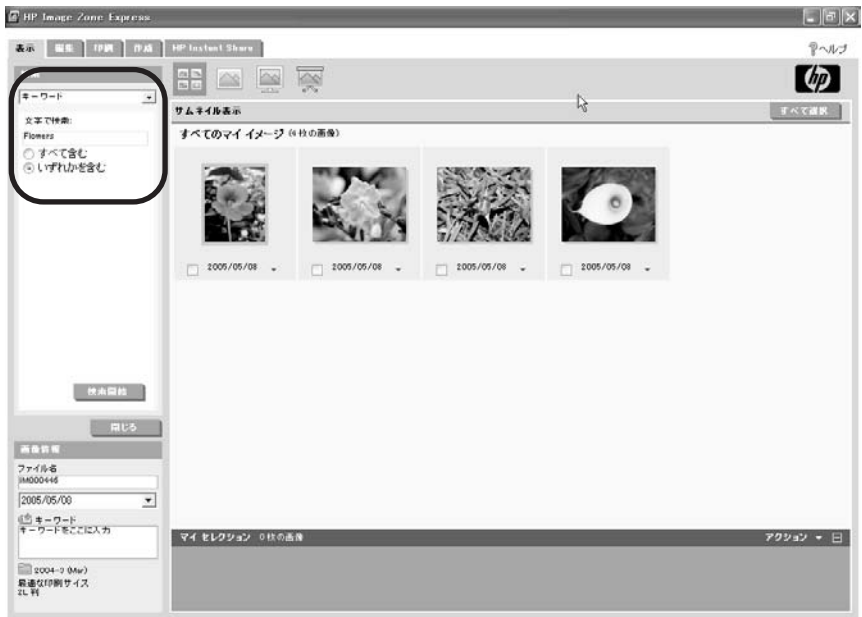 HP Image Zone Express
表示 編集 印刷 作成 HP Instant Share
ヘルプ
キーワード
文字で検索:
Flowers
すべて含む
いずれかを含む
検索開始
閉じる
画像情報
ファイル名
IM000446
2005/05/08
キーワード
キーワードをここに入力
最適な印刷サイズ
2L 判
hp
サムネイル表示
すべて選択
すべてのマイ イメージ (4枚の画像)
2005/05/08 2005/05/08 2005/05/08 2005/05/08
マイ セレクション 0枚の画像
アクション